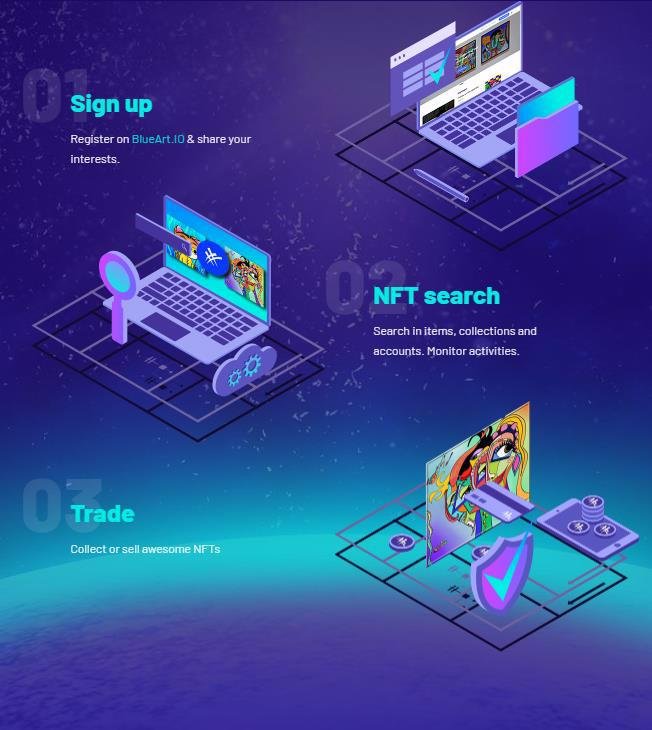 01
Sign up
Register on BlueArt.IO & share your
interests.
02
NFT search
Search in items, collections and
accounts. Monitor activities.
03
Trade
Collect or sell awesome NFTs